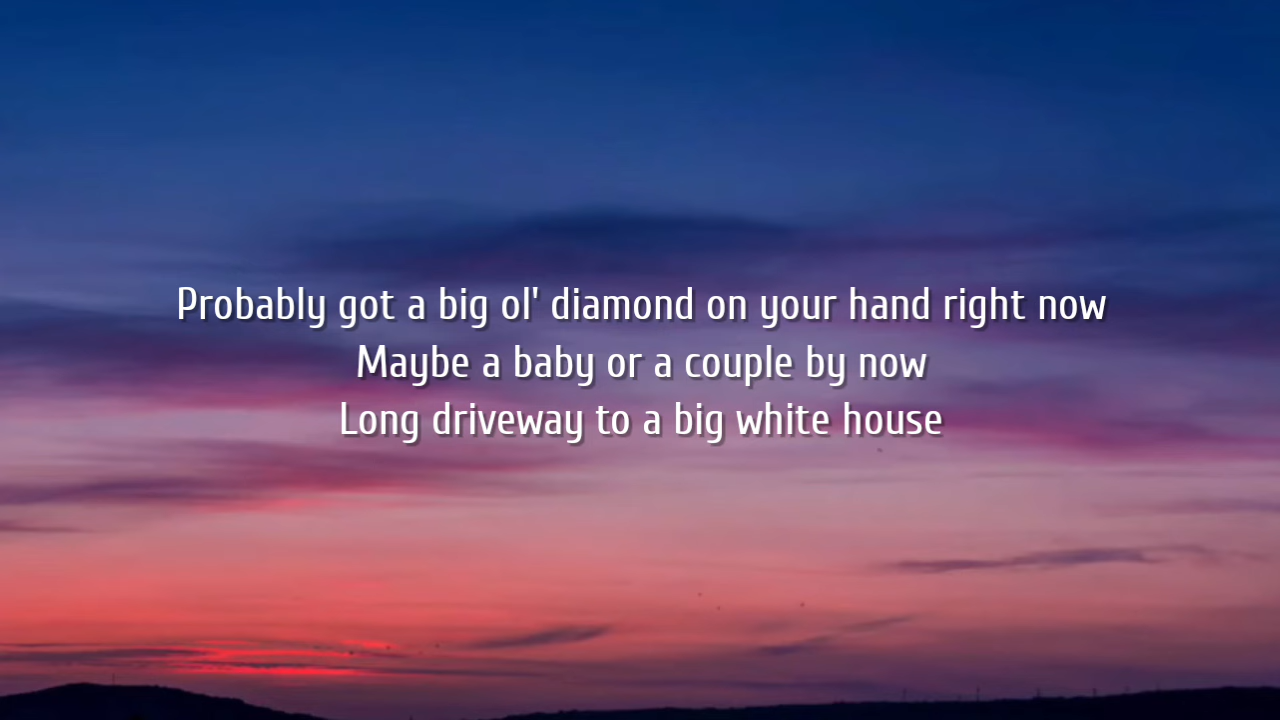 Probably got a big ol' diamond on your hand right now
Maybe a baby or a couple by now
Long driveway to a big white house